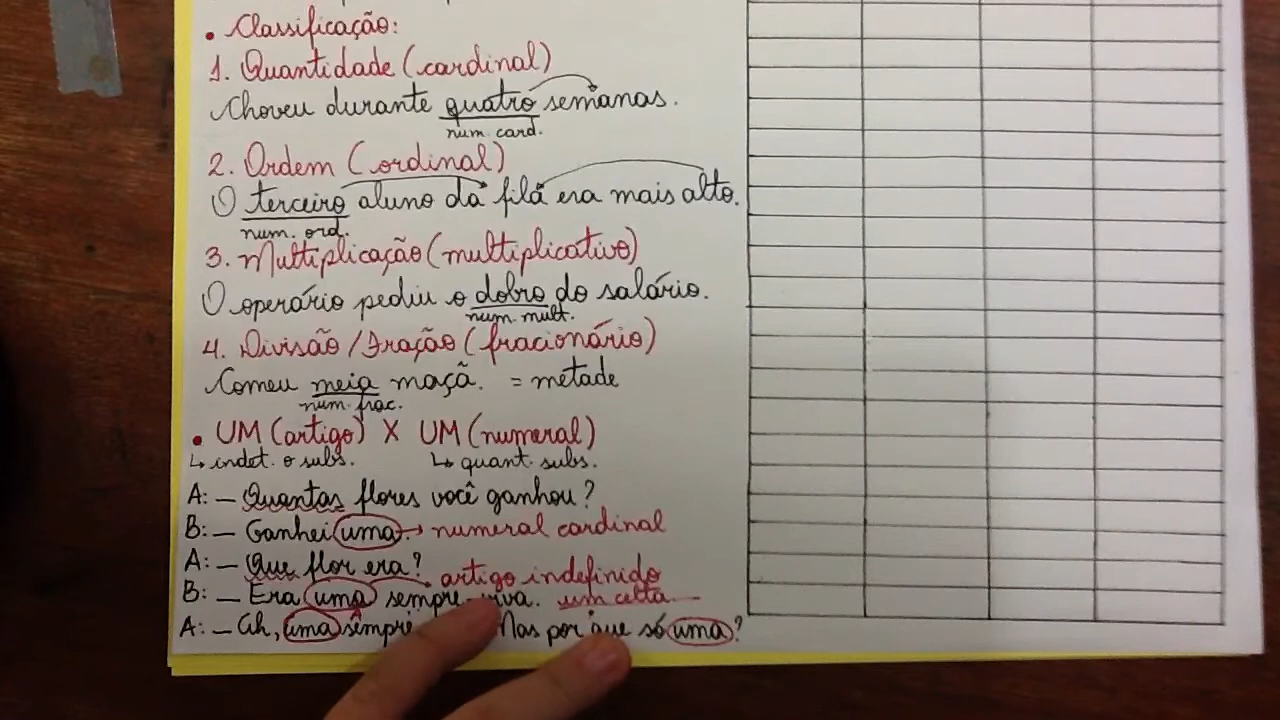 • Classificação:
1. Quantidade (cardinal)
Choveu durante quatro semanas.
num. card.
2. Ordem (ordinal)
O terceiro aluno da fila era mais alto.
num. ord.
3. Multiplicação (multiplicativo)
O operário pediu o dobro do salário.
num. mult.
4. Divisão/Fração (fracionário)
Comeu meia maçã. = metade
num. frac.
• UM (artigo) X UM (numeral)
↳ indet. o subs. ↳ quant. subs.
A: — Quantas flores você ganhou?
B: — Ganhei uma. → numeral cardinal
A: — Que flor era?
artigo indefinido
B: — Era uma sempre-viva.
A: — Ah, uma sempre Mas por que só uma?